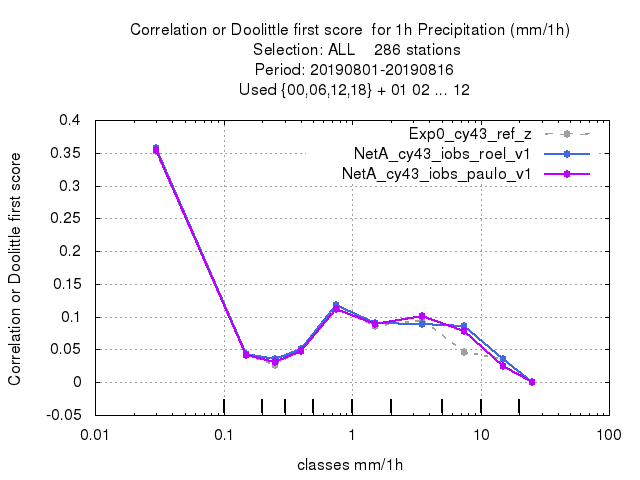 Correlation or Doolittle first score  for 1h Precipitation (mm/1h)
Selection: ALL    286 stations
Period: 20190801-20190816
Used {00,06,12,18} + 01 02 ... 12
Exp0_cy43_ref_z
NetA_cy43_iobs_roel_v1
NetA_cy43_iobs_paulo_v1
Correlation or Doolittle first score
0.4
0.35
0.3
0.25
0.2
0.15
0.1
0.05
0
-0.05
0.01
0.1
1
10
100
classes mm/1h